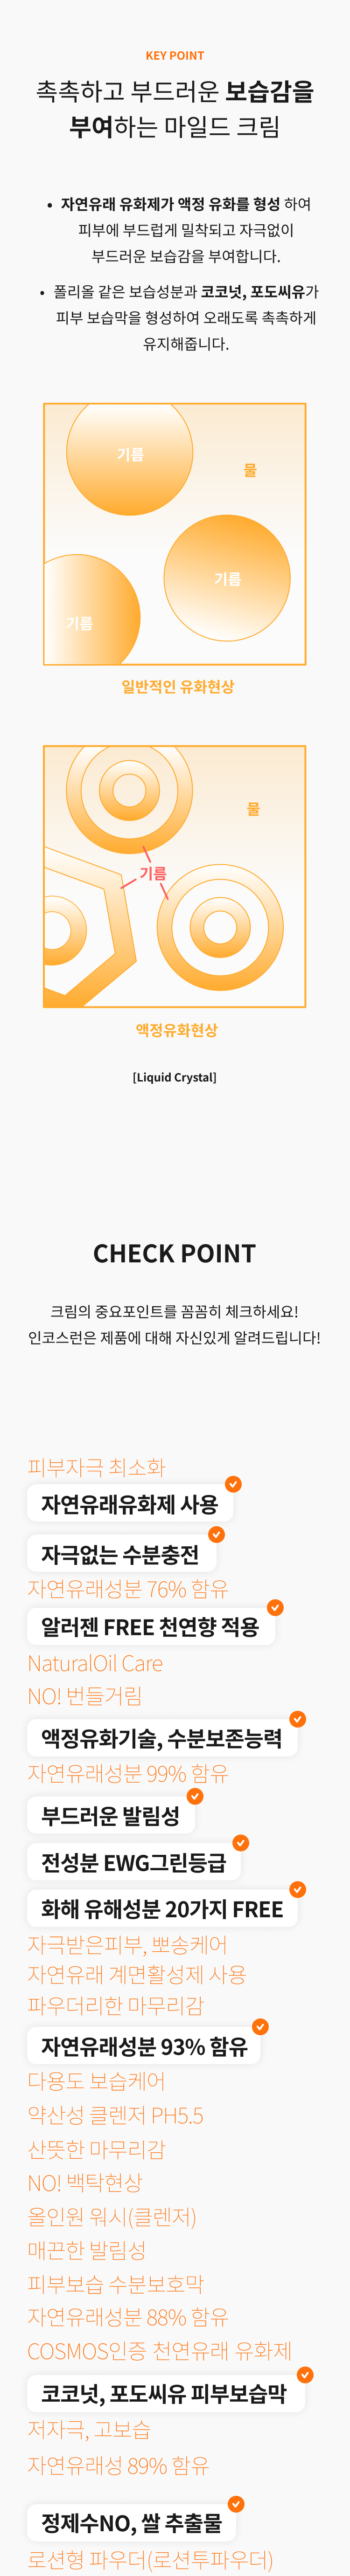 KEY POINT
촉촉하고 부드러운 보습감을
부여하는 마일드 크림
• 자연유래 유화제가 액정 유화를 형성 하여
피부에 부드럽게 밀착되고 자극없이
부드러운 보습감을 부여합니다.
• 폴리올 같은 보습성분과 코코넛, 포도씨유가
피부 보습막을 형성하여 오래도록 촉촉하게
유지해줍니다.
기름
물
기름
기름
일반적인 유화현상
물
기름
액정유화현상
[Liquid Crystal]
CHECK POINT
크림의 중요포인트를 꼼꼼히 체크하세요!
인코스런은 제품에 대해 자신있게 알려드립니다!
피부자극 최소화
자연유래유화제 사용
자극없는 수분충전
자연유래성분 76% 함유
알러젠 FREE 천연향 적용
NaturalOil Care
NO! 번들거림
액정유화기술, 수분보존능력
자연유래성분 99% 함유
부드러운 발림성
전성분 EWG그린등급
화해 유해성분 20가지 FREE
자극받은피부, 뽀송케어
자연유래 계면활성제 사용
파우더리한 마무리감
자연유래성분 93% 함유
다용도 보습케어
약산성 클렌저 PH5.5
산뜻한 마무리감
NO! 백탁현상
올인원 워시(클렌저)
매끈한 발림성
피부보습 수분보호막
자연유래성분 88% 함유
COSMOS인증 천연유래 유화제
코코넛, 포도씨유 피부보습막
저자극, 고보습
자연유래성 89% 함유
정제수NO, 쌀 추출물
로션형 파우더(로션투파우더)